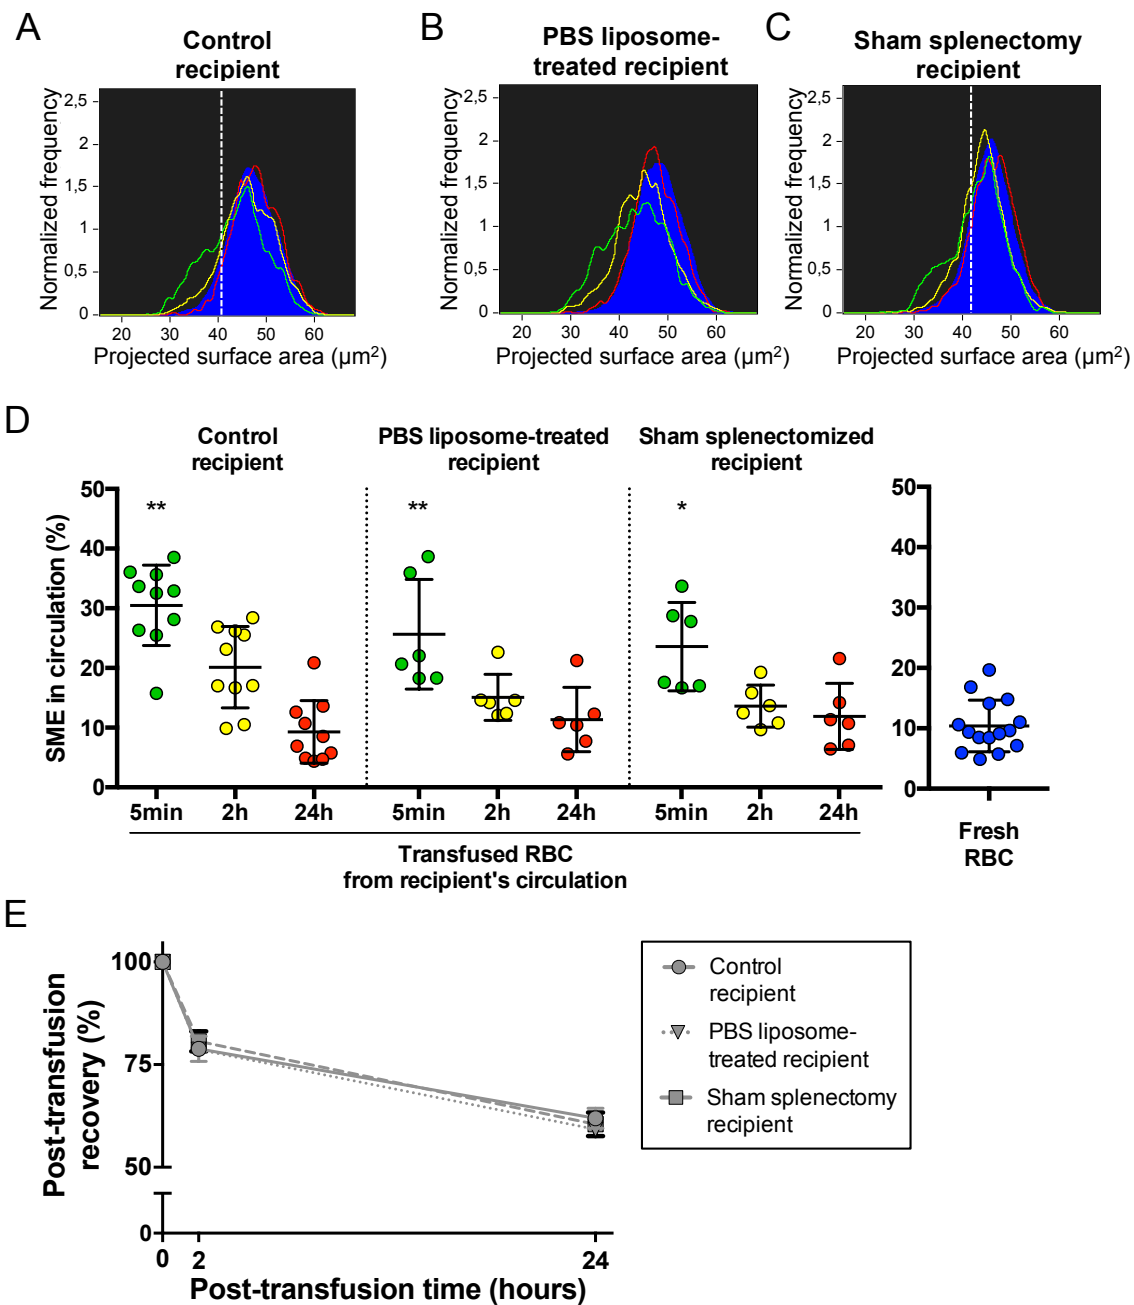 A
Control
recipient
Normalized frequency
2,5
2
1,5
1
0,5
0
20 30 40 50 60
Projected surface area (µm²)
B
PBS liposome-
treated recipient
Normalized frequency
2,5
2
1,5
1
0,5
0
20 30 40 50 60
Projected surface area (µm²)
C
Sham splenectomy
recipient
Normalized frequency
2,5
2
1,5
1
0,5
0
20 30 40 50 60
Projected surface area (µm²)
D
Control
recipient
PBS liposome-treated
recipient
Sham splenectomized
recipient
SME in circulation (%)
50
40
30
20
10
0
** ** *
5min 2h 24h 5min 2h 24h 5min 2h 24h
Transfused RBC
from recipient's circulation
50
40
30
20
10
0
Fresh
RBC
E
Post-transfusion
recovery (%)
100
75
50
0
0 2 24
Post-transfusion time (hours)
Control
recipient
PBS liposome-
treated recipient
Sham splenectomy
recipient